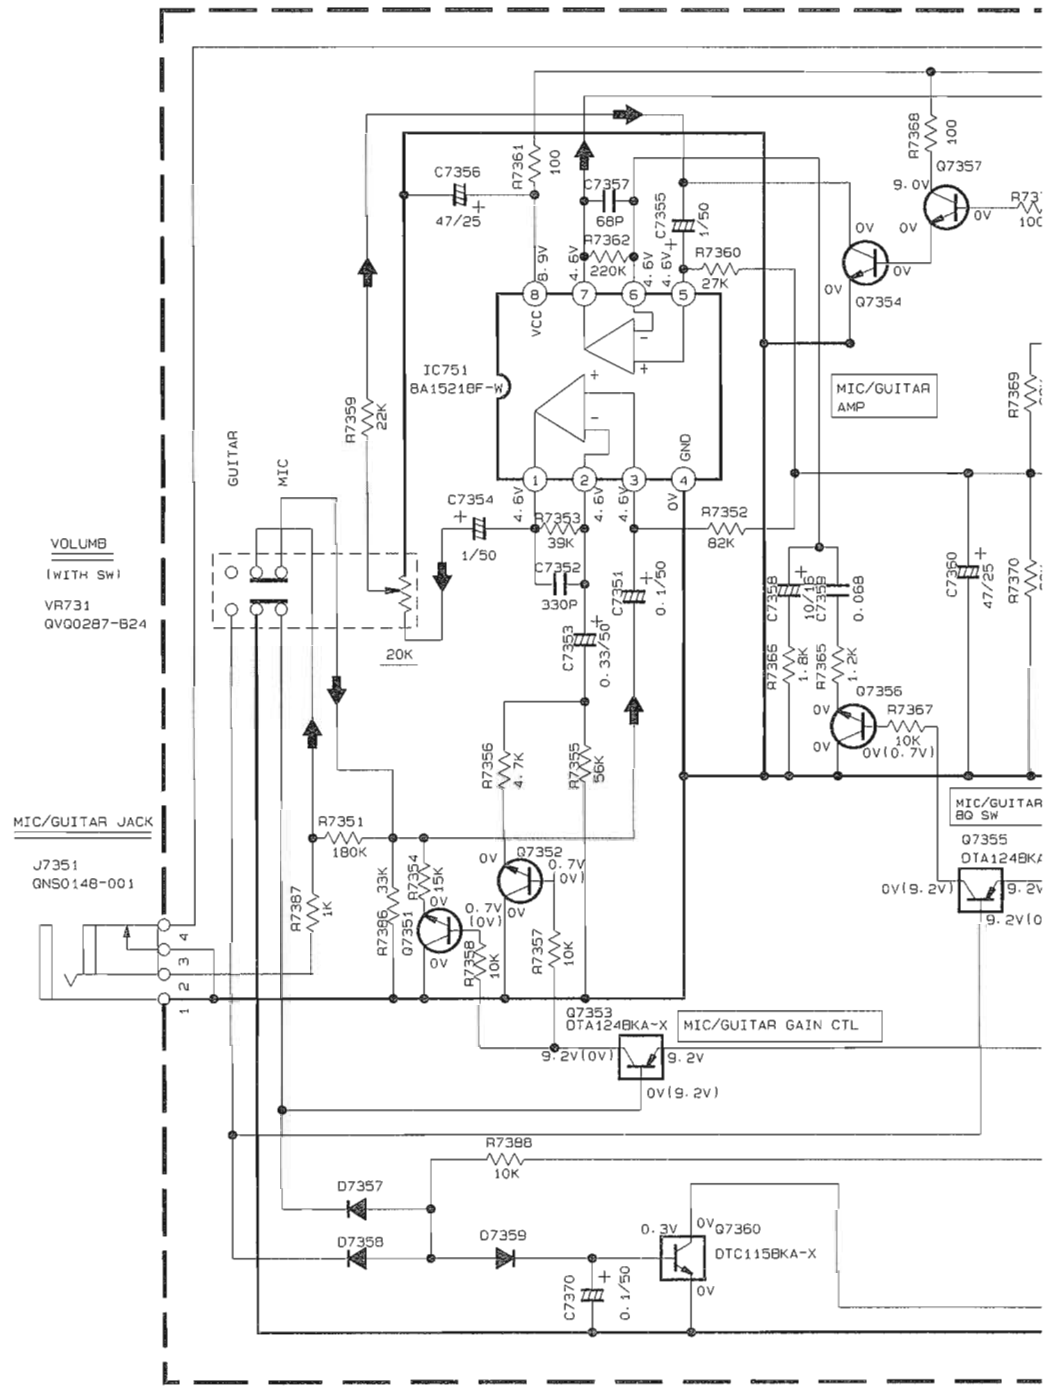 R7368
100
Q7357
9.0V
0V
0V
R737
100
R7361
100
C7356
+
47/25
C7357
68P
C7355
1/50
+
R7362
220K
R7360
27K
0V
0V
0V
Q7354
8.9V
4.6V
4.6V
4.6V
8
7
6
5
VCC
-
+
IC751
BA15218F-W
+
-
GND
1
2
3
4
MIC/GUITAR
AMP
R7369
R7359
22K
GUITAR
MIC
C7354
+
1/50
4.6V
4.6V
4.6V
0V
R7353
39K
C7352
330P
R7352
82K
C7351
+
0.1/50
C7353
+
0.33/50
VOLUMB
(WITH SW)
VR731
QVQ0287-B24
20K
C7358
+
10/16
C7359
0.068
C7360
+
47/25
R7370
R7366
1.8K
R7365
1.2K
Q7356
0V
0V
R7367
10K
0V(0.7V)
R7356
4.7K
R7355
56K
MIC/GUITAR
BQ SW
Q7355
DTA124BKA
0V(9.2V)
9.2V
9.2V(0
MIC/GUITAR JACK
J7351
QNS0148-001
R7351
180K
R7387
1K
R7386
33K
R7354
15K
Q7351
0V
0V
0.7V
(0V)
R7358
10K
Q7352
0V
0.7V
(0V)
0V
R7357
10K
4
3
2
1
Q7353
DTA124BKA-X
MIC/GUITAR GAIN CTL
9.2V(0V)
9.2V
0V(9.2V)
R7388
10K
D7357
D7358
D7359
0.3V
0V
Q7360
DTC115BKA-X
0V
C7370
+
0.1/50